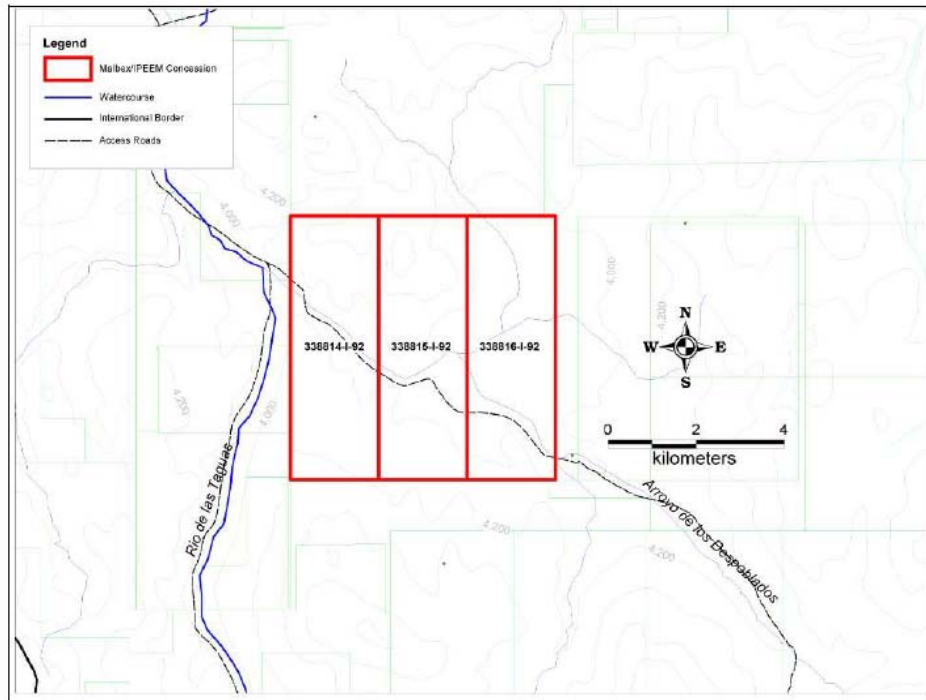 Legend
Malbex/IPEEM Concession
Watercourse
International Border
Access Roads
4,200
4,000
4,000
4,200
N
W E
S
338814-I-92
338815-I-92
338816-I-92
4,200
4,000
0 2 4
kilometers
Rio de las Taguas
Arroyo de los Despoblados
4,200
4,200